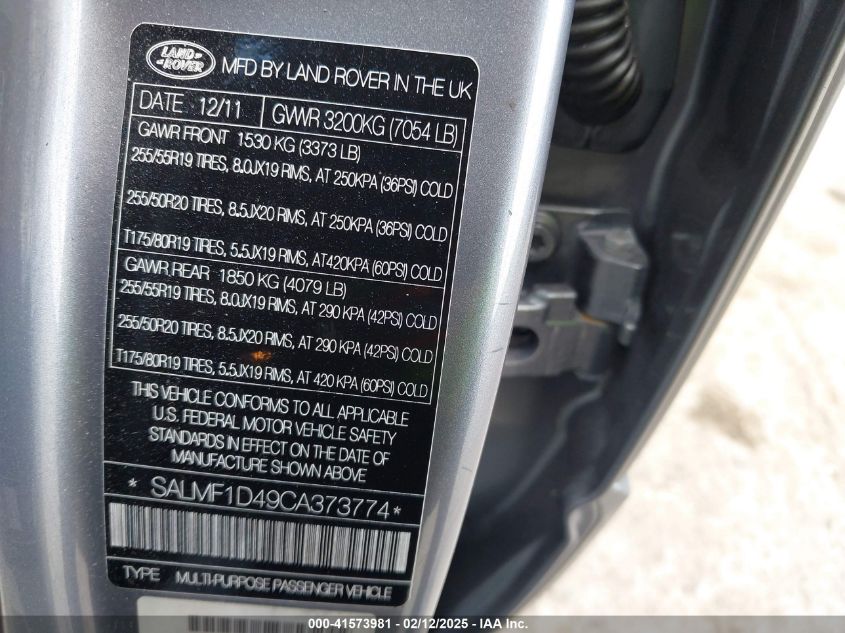 LAND ROVER MFD BY LAND ROVER IN THE UK
DATE 12/11 GWWR 3200KG (7054 LB)
GAWR FRONT 1530 KG (3373 LB)
255/55R19 TIRES, 8.0JX19 RIMS, AT 250KPA (36PSI) COLD
255/50R20 TIRES, 8.5JX20 RIMS, AT 250KPA (36PSI) COLD
T175/80R19 TIRES, 5.5JX19 RIMS, AT420KPA (60PSI) COLD
GAWR REAR 1850 KG (4079 LB)
255/55R19 TIRES, 8.0JX19 RIMS, AT 290 KPA (42PSI) COLD
255/50R20 TIRES, 8.5JX20 RIMS, AT 290 KPA (42PSI) COLD
T175/80R19 TIRES, 5.5JX19 RIMS, AT 420 KPA (60PSI) COLD
THIS VEHICLE CONFORMS TO ALL APPLICABLE
U.S. FEDERAL MOTOR VEHICLE SAFETY
STANDARDS IN EFFECT ON THE DATE OF
MANUFACTURE SHOWN ABOVE
* SALMF1D49CA373774 *
TYPE MULTI-PURPOSE PASSENGER VEHICLE
000-41573981 - 02/12/2025 - IAAI, Inc.